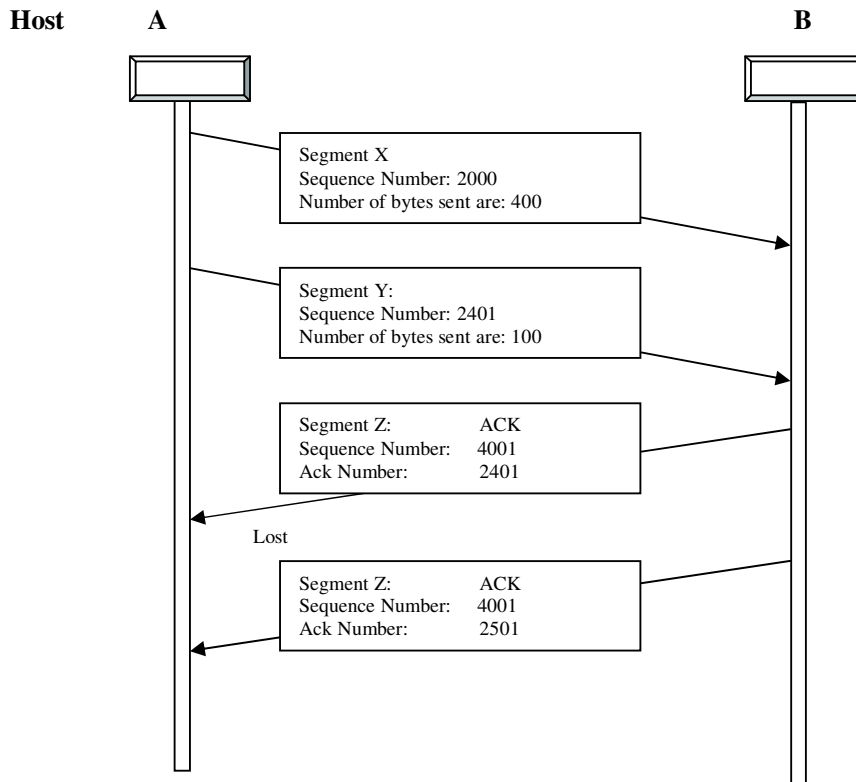 Host A B
Segment X
Sequence Number: 2000
Number of bytes sent are: 400
Segment Y:
Sequence Number: 2401
Number of bytes sent are: 100
Segment Z: ACK
Sequence Number: 4001
Ack Number: 2401
Lost
Segment Z: ACK
Sequence Number: 4001
Ack Number: 2501